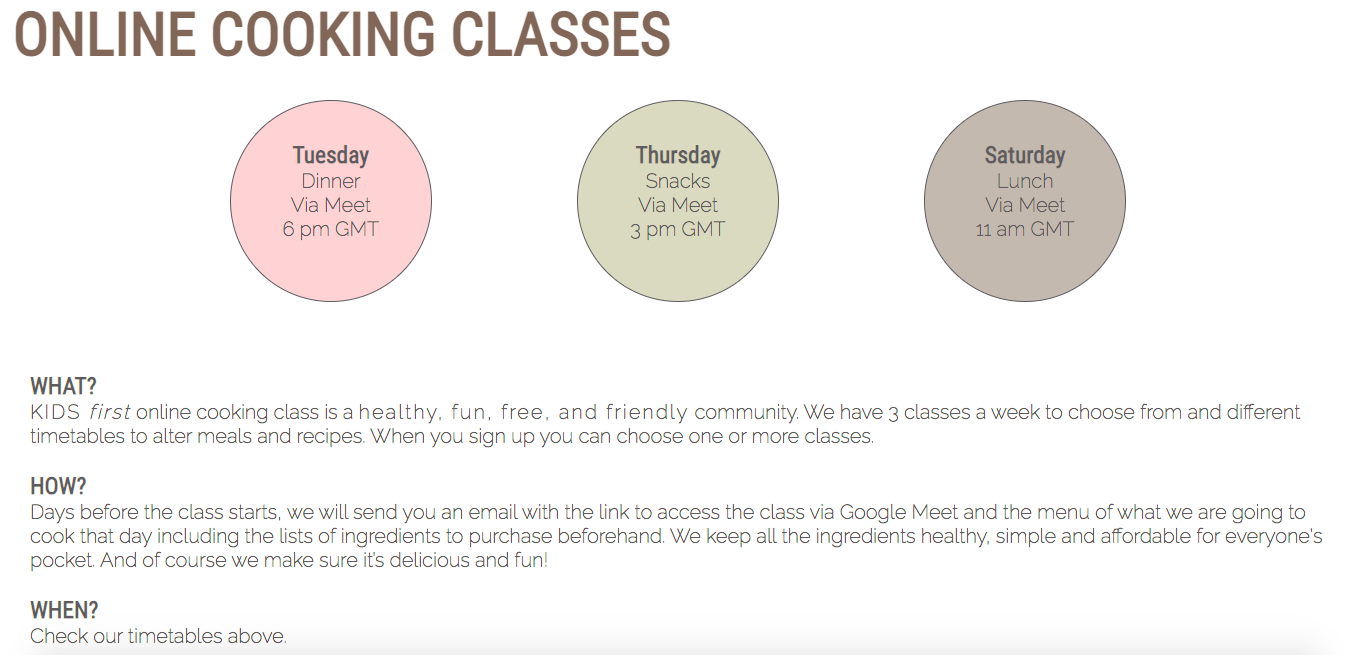 ONLINE COOKING CLASSES
Tuesday
Dinner
Via Meet
6 pm GMT
Thursday
Snacks
Via Meet
3 pm GMT
Saturday
Lunch
Via Meet
11 am GMT
WHAT?
KIDS first online cooking class is a healthy, fun, free, and friendly community. We have 3 classes a week to choose from and different
timetables to alter meals and recipes. When you sign up you can choose one or more classes.
HOW?
Days before the class starts, we will send you an email with the link to access the class via Google Meet and the menu of what we are going to
cook that day including the lists of ingredients to purchase beforehand. We keep all the ingredients healthy, simple and affordable for everyone's
pocket. And of course we make sure it's delicious and fun!
WHEN?
Check our timetables above.